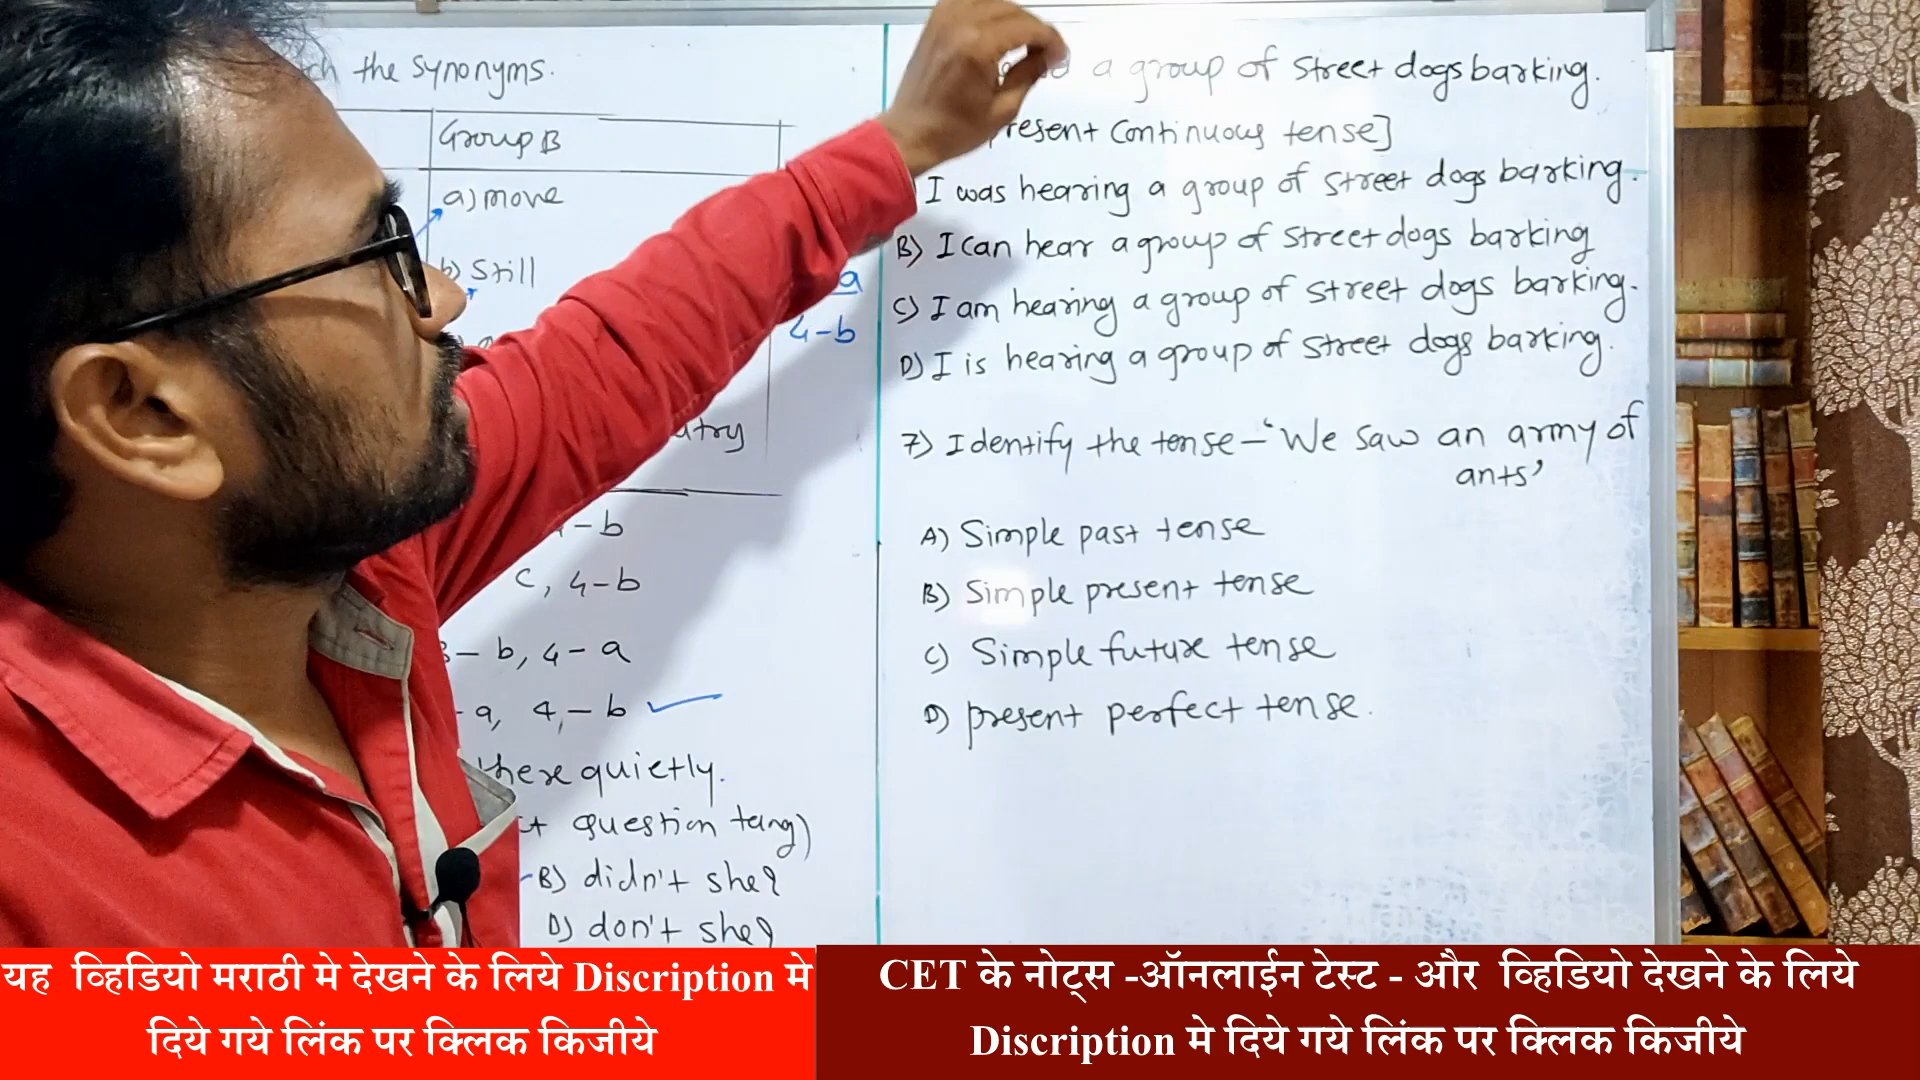 the synonyms.
Group B
a) move
b) Still
a
4-b
-b
c, 4-b
b, 4-a
a, 4-b
there quietly.
question tang)
B) didn't she?
D) don't she?
a group of Street dogs barking.
resent Continuous tense]
I was hearing a group of street dogs barking.
B) I can hear a group of street dogs barking
C) I am hearing a group of street dogs barking.
D) I is hearing a group of street dogs barking.
7) Identify the tense - 'We saw an army of
ants'
A) Simple past tense
B) Simple present tense
C) Simple future tense
D) present perfect tense.
यह व्हिडियो मराठी मे देखने के लिये Discription मे
दिये गये लिंक पर क्लिक किजीये
CET के नोट्स -ऑनलाईन टेस्ट - और व्हिडियो देखने के लिये
Discription मे दिये गये लिंक पर क्लिक किजीये